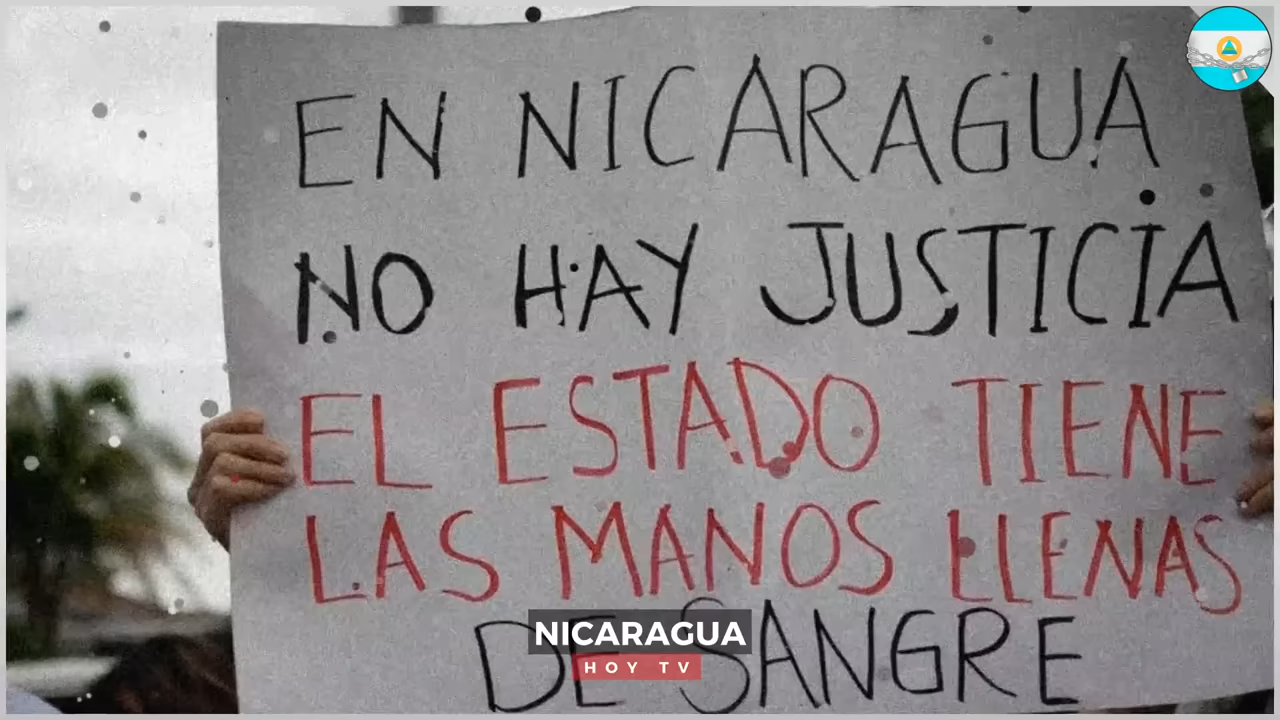 EN NICARAGUA
NO HAY JUSTICIA
EL ESTADO TIENE
LAS MANOS LLENAS
DE SANGRE
NICARAGUA
HOY TV